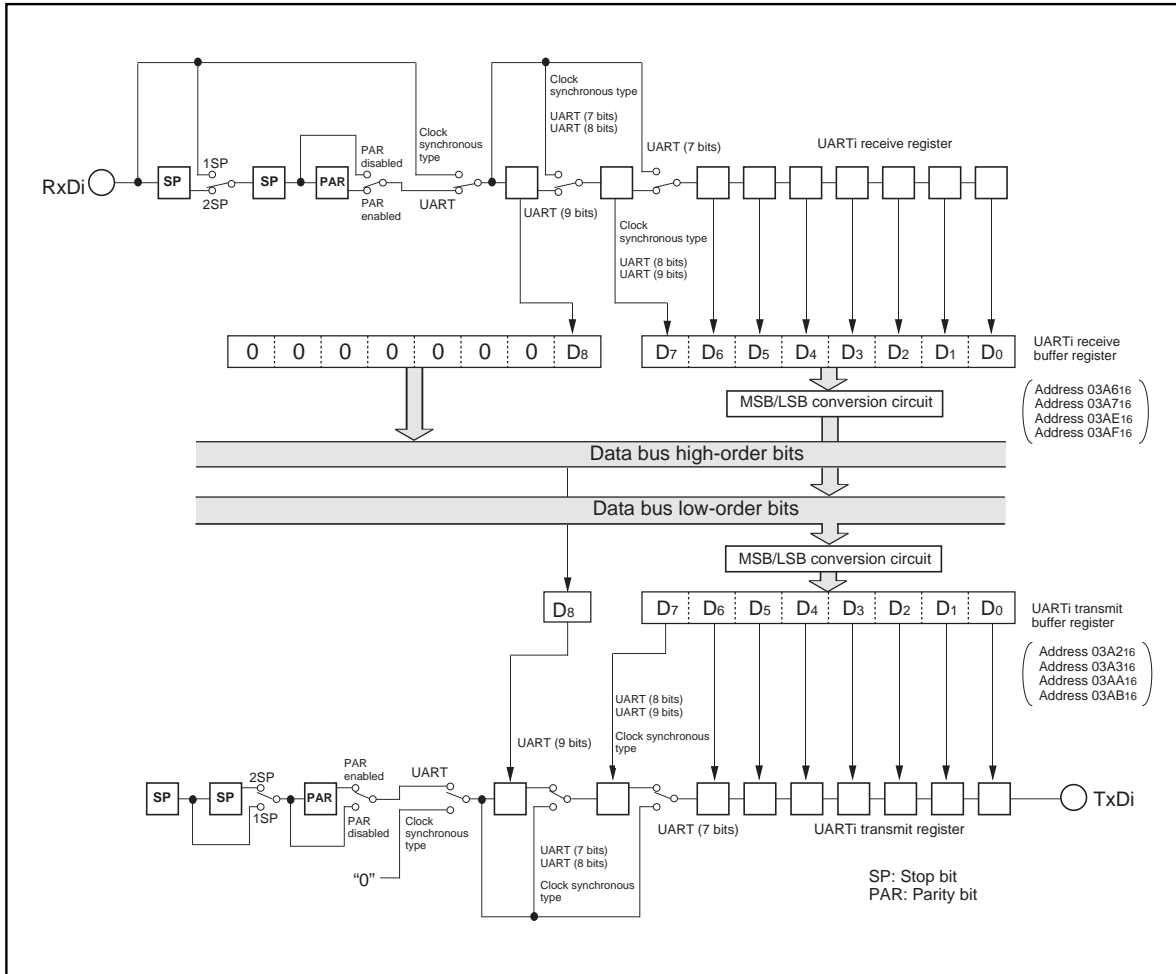 Clock
synchronous type
UART (7 bits)
UART (8 bits)
UART (7 bits)
UARTi receive register
Clock
synchronous
type
PAR
disabled
1SP
RxDi
SP
SP
PAR
2SP
PAR
enabled
UART
UART (9 bits)
Clock
synchronous type
UART (8 bits)
UART (9 bits)
0 0 0 0 0 0 0 D8
D7 D6 D5 D4 D3 D2 D1 D0
UARTi receive
buffer register
MSB/LSB conversion circuit
Address 03A616
Address 03A716
Address 03AE16
Address 03AF16
Data bus high-order bits
Data bus low-order bits
MSB/LSB conversion circuit
D8
D7 D6 D5 D4 D3 D2 D1 D0
UARTi transmit
buffer register
Address 03A216
Address 03A316
Address 03AA16
Address 03AB16
UART (8 bits)
UART (9 bits)
Clock synchronous
type
UART (9 bits)
PAR
enabled
UART
2SP
SP
SP
PAR
1SP
PAR
disabled
Clock
synchronous
type
"0"
TxDi
UART (7 bits)
UARTi transmit register
UART (7 bits)
UART (8 bits)
Clock synchronous
type
SP: Stop bit
PAR: Parity bit